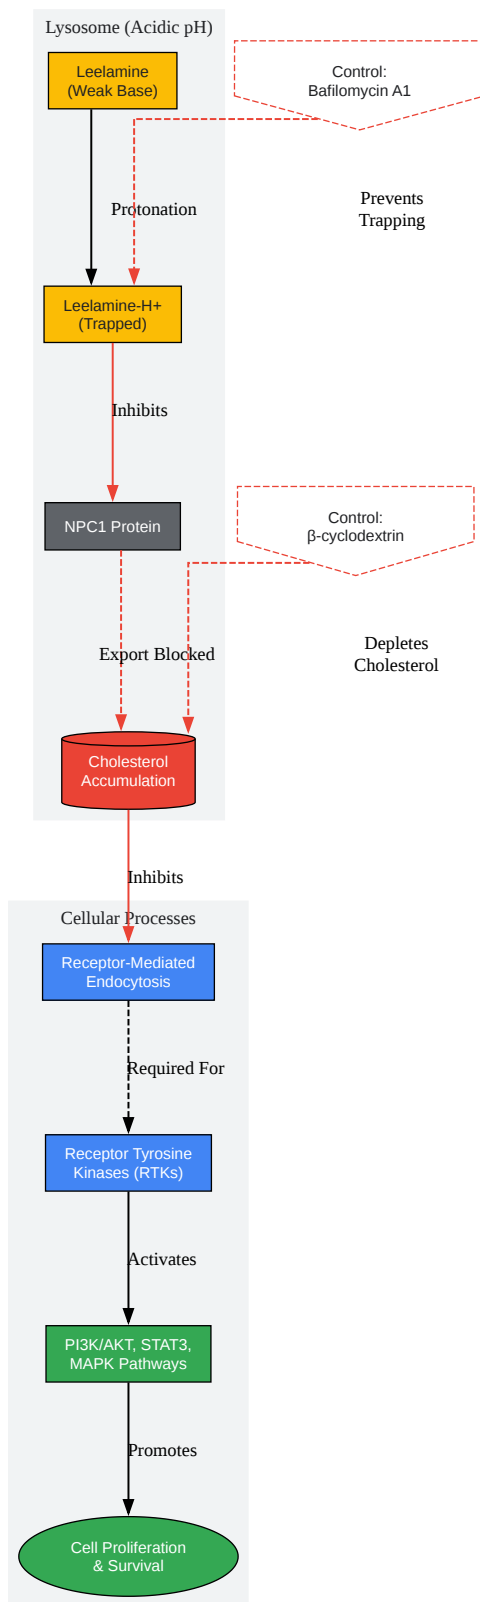 Lysosome (Acidic pH)
Leelamine
(Weak Base)
Control:
Bafilomycin A1
Protonation
Prevents
Trapping
Leelamine-H+
(Trapped)
Inhibits
NPC1 Protein
Control:
β-cyclodextrin
Export Blocked
Depletes
Cholesterol
Cholesterol
Accumulation
Inhibits
Cellular Processes
Receptor-Mediated
Endocytosis
Required For
Receptor Tyrosine
Kinases (RTKs)
Activates
PI3K/AKT, STAT3,
MAPK Pathways
Promotes
Cell Proliferation
& Survival